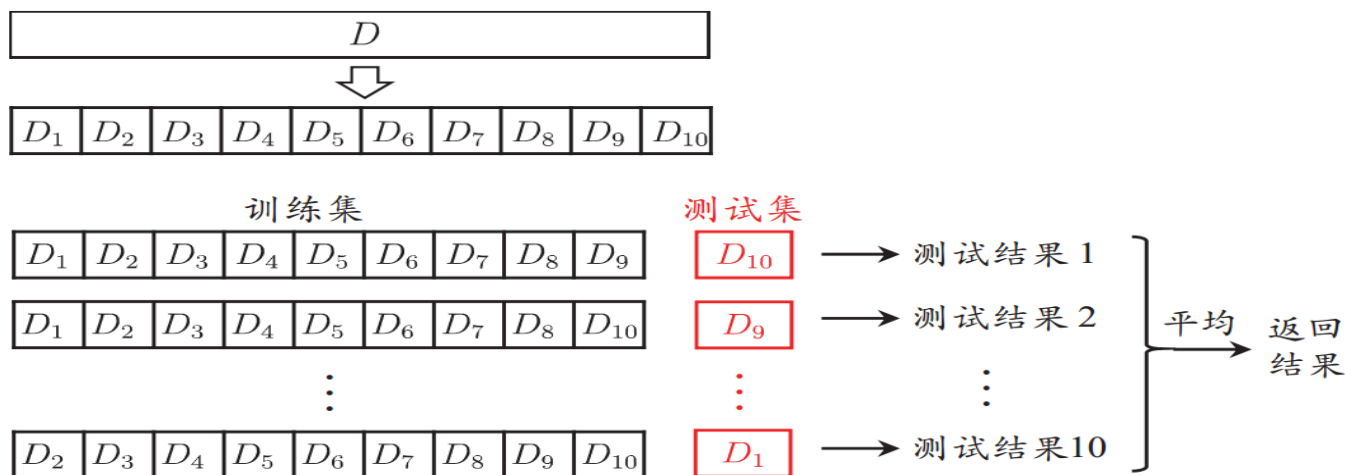 D
D₁ D₂ D₃ D₄ D₅ D₆ D₇ D₈ D₉ D₁₀
训练集 测试集
D₁ D₂ D₃ D₄ D₅ D₆ D₇ D₈ D₉ D₁₀ 测试结果 1
D₁ D₂ D₃ D₄ D₅ D₆ D₇ D₈ D₁₀ D₉ 测试结果 2
平均 返回
结果
⋮ ⋮ ⋮
D₂ D₃ D₄ D₅ D₆ D₇ D₈ D₉ D₁₀ D₁ 测试结果10